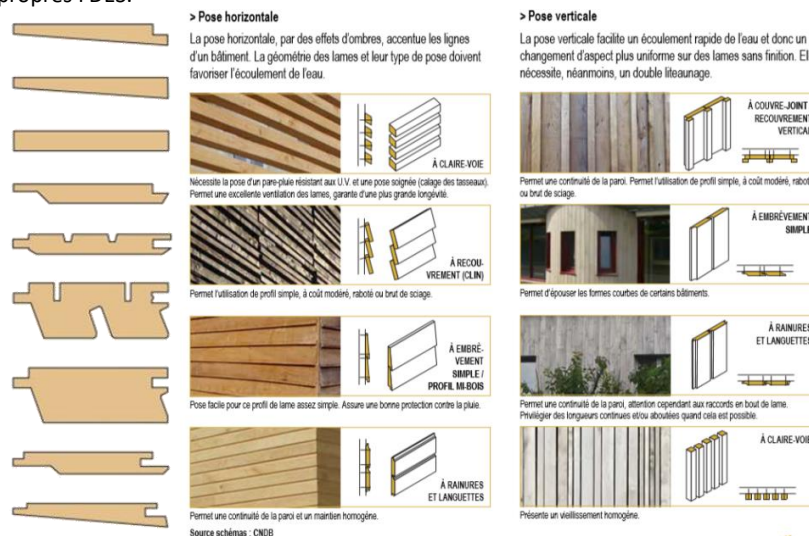 propres FDES.
> Pose horizontale
La pose horizontale, par des effets d'ombres, accentue les lignes
d'un bâtiment. La géométrie des lames et leur type de pose doivent
favoriser l'écoulement de l'eau.
À CLAIRE-VOIE
Nécessite la pose d'un pare-pluie résistant aux U.V. et une pose soignée (calage des tasseaux).
Permet une excellente ventilation des lames, garante d'une plus grande longévité.
À RECOU-
VREMENT (CLIN)
Permet l'utilisation de profil simple, à coût modéré, raboté ou brut de sciage.
À EMBRÉ-
VEMENT
SIMPLE /
PROFIL MI-BOIS
Pose facile pour ce profil de lame assez simple. Assure une bonne protection contre la pluie.
À RAINURES
ET LANGUETTES
Permet une continuité de la paroi et un maintien homogène.
Source schémas : CNDB
> Pose verticale
La pose verticale facilite un écoulement rapide de l'eau et donc un
changement d'aspect plus uniforme sur des lames sans finition. Ell
nécessite, néanmoins, un double liteaunage.
À COUVRE-JOINT
RECOUVREMENT
VERTICAL
Permet une continuité de la paroi. Permet l'utilisation de profil simple, à coût modéré, raboté
ou brut de sciage.
À EMBRÉVEMENT
SIMPLE
Permet d'épouser les formes courbes de certains bâtiments.
À RAINURES
ET LANGUETTES
Permet une continuité de la paroi, attention cependant aux raccords en bout de lame.
Privilégier des longueurs continues et/ou aboutées quand cela est possible.
À CLAIRE-VOIE
Présente un vieillissement homogène.